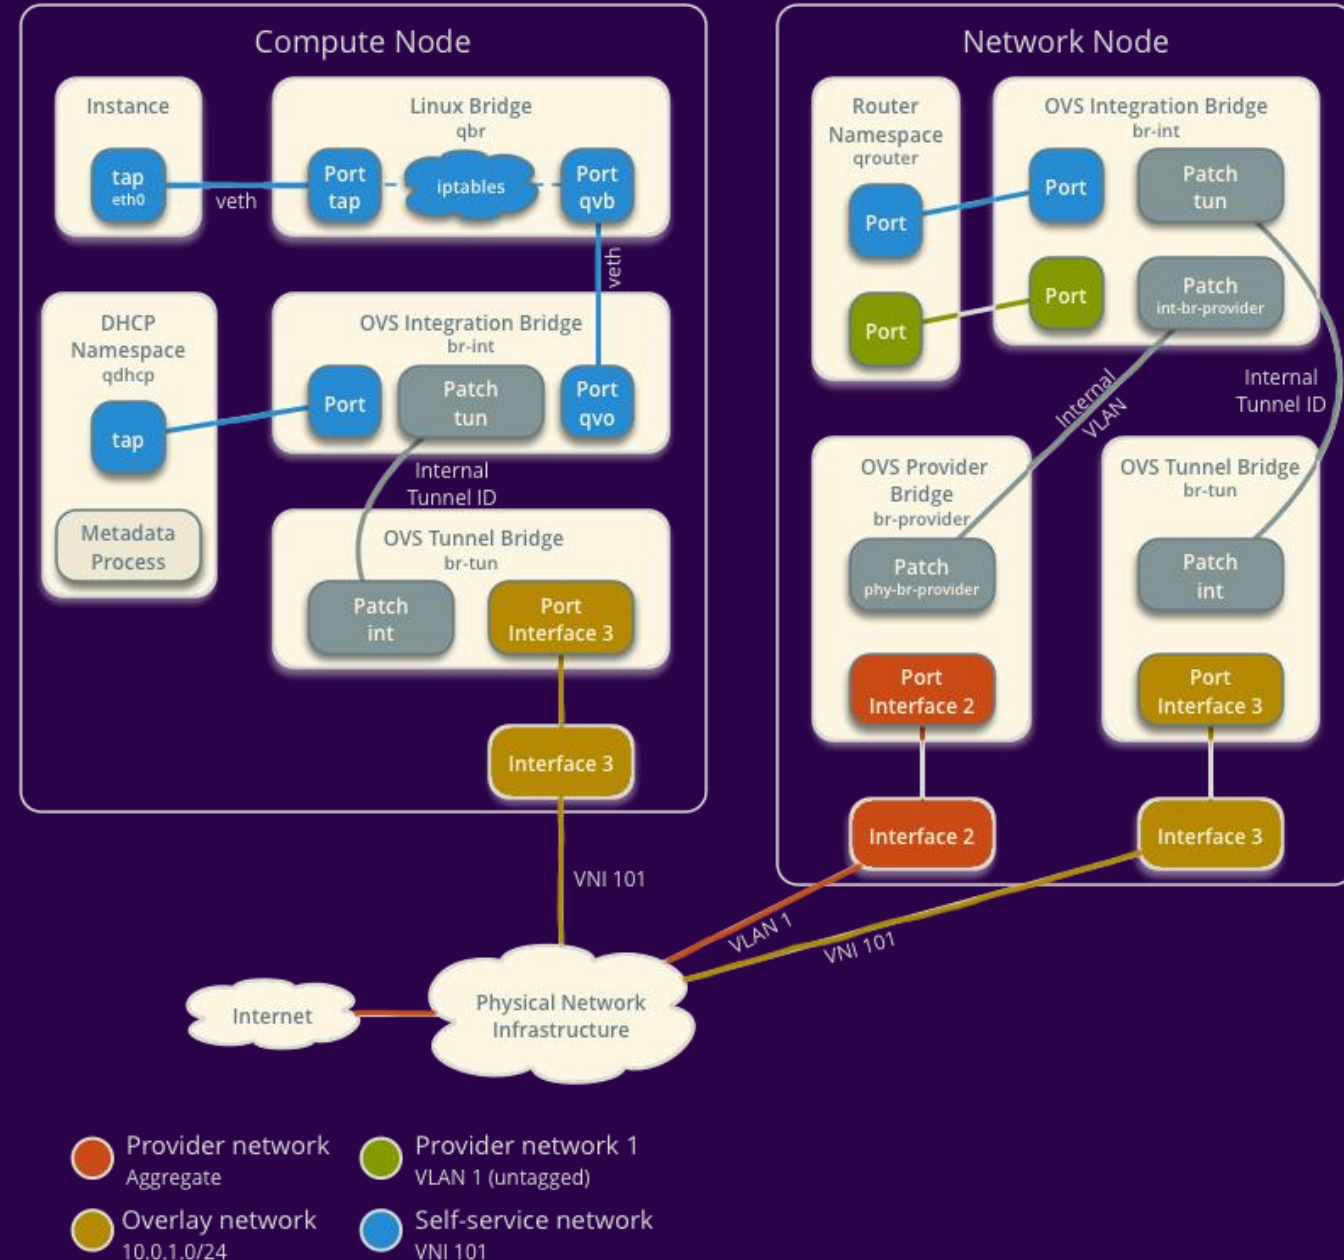 Compute Node
Instance
tap
eth0
veth
Linux Bridge
qbr
Port
tap
iptables
Port
qvb
veth
DHCP
Namespace
qdhcp
tap
Metadata
Process
OVS Integration Bridge
br-int
Port
Patch
tun
Port
qvo
Internal
Tunnel ID
OVS Tunnel Bridge
br-tun
Patch
int
Port
Interface 3
Interface 3
VNI 101
Network Node
Router
Namespace
qrouter
Port
Port
OVS Integration Bridge
br-int
Port
Patch
tun
Port
Patch
int-br-provider
Internal
VLAN
Internal
Tunnel ID
OVS Provider
Bridge
br-provider
Patch
phy-br-provider
Port
Interface 2
OVS Tunnel Bridge
br-tun
Patch
int
Port
Interface 3
Interface 2
Interface 3
VLAN 1
VNI 101
Internet
Physical Network
Infrastructure
Provider network
Aggregate
Provider network 1
VLAN 1 (untagged)
Overlay network
10.0.1.0/24
Self-service network
VNI 101